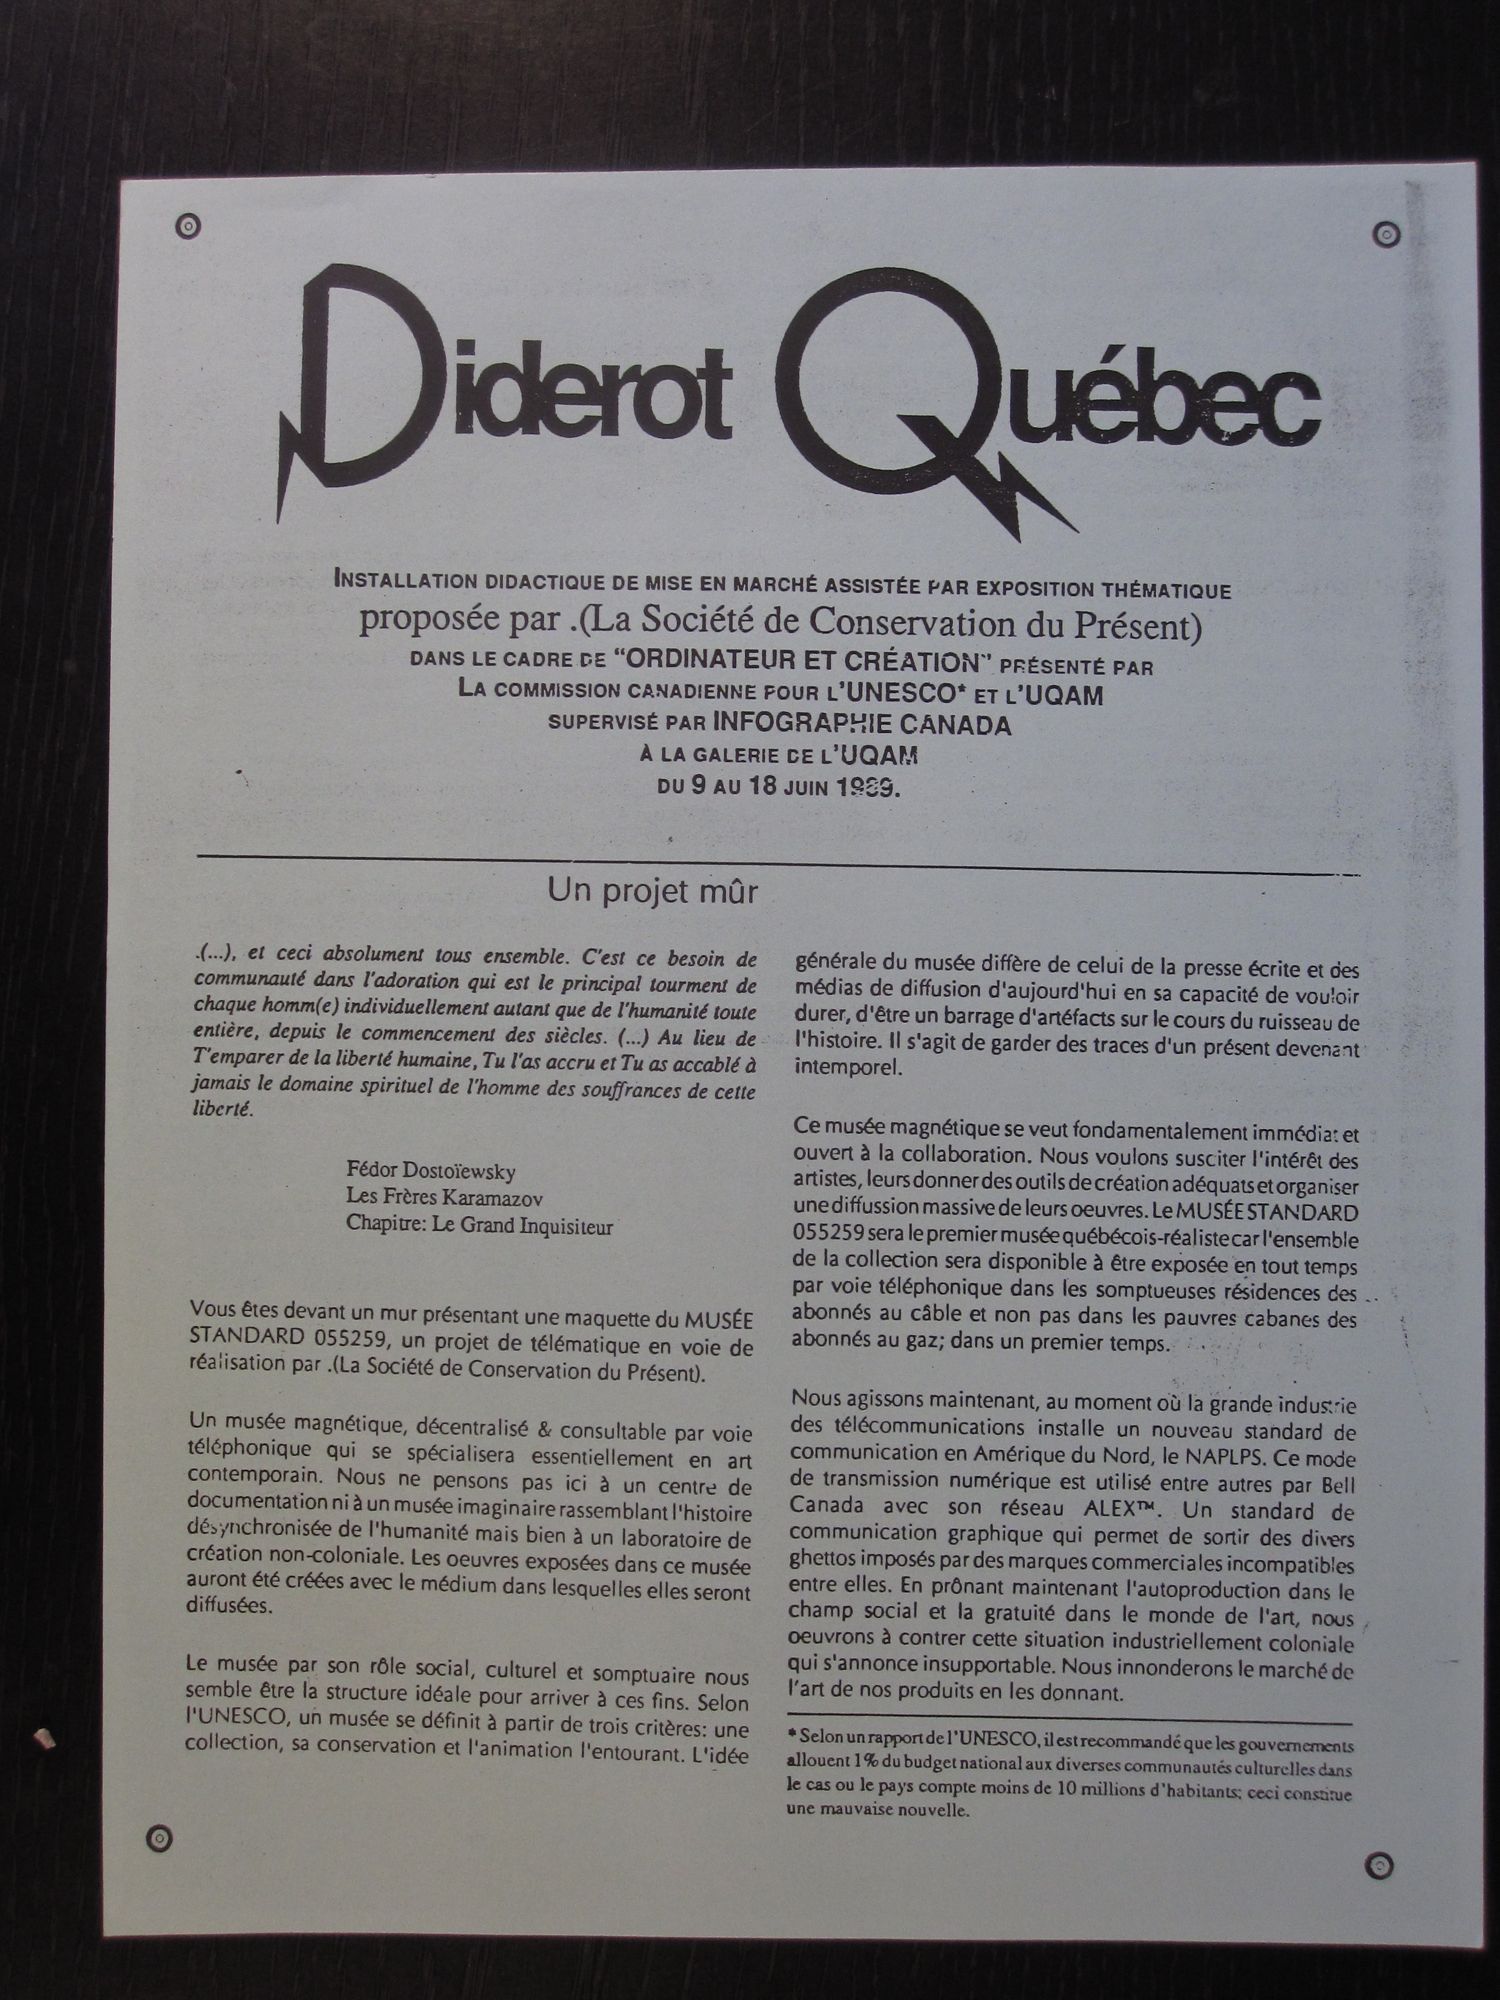 Diderot Québec
INSTALLATION DIDACTIQUE DE MISE EN MARCHÉ ASSISTÉE PAR EXPOSITION THÉMATIQUE
proposée par .(La Société de Conservation du Présent)
DANS LE CADRE DE “ORDINATEUR ET CRÉATION” PRÉSENTÉ PAR
LA COMMISSION CANADIENNE POUR L'UNESCO* ET L'UQAM
SUPERVISÉ PAR INFOGRAPHIE CANADA
À LA GALERIE DE L'UQAM
DU 9 AU 18 JUIN 1989.
Un projet mûr
.(...), et ceci absolument tous ensemble. C'est ce besoin de
communauté dans l'adoration qui est le principal tourment de
chaque homm(e) individuellement autant que de l'humanité toute
entière, depuis le commencement des siècles. (...) Au lieu de
T'emparer de la liberté humaine, Tu l'as accru et Tu as accablé à
jamais le domaine spirituel de l'homme des souffrances de cette
liberté.
Fédor Dostoïewsky
Les Frères Karamazov
Chapitre: Le Grand Inquisiteur
Vous êtes devant un mur présentant une maquette du MUSÉE
STANDARD 055259, un projet de télématique en voie de
réalisation par .(La Société de Conservation du Présent).
Un musée magnétique, décentralisé & consultable par voie
téléphonique qui se spécialisera essentiellement en art
contemporain. Nous ne pensons pas ici à un centre de
documentation ni à un musée imaginaire rassemblant l'histoire
désynchronisée de l'humanité mais bien à un laboratoire de
création non-coloniale. Les oeuvres exposées dans ce musée
auront été créées avec le médium dans lesquelles elles seront
diffusées.
Le musée par son rôle social, culturel et somptuaire nous
semble être la structure idéale pour arriver à ces fins. Selon
l'UNESCO, un musée se définit à partir de trois critères: une
collection, sa conservation et l'animation l'entourant. L'idée
générale du musée diffère de celui de la presse écrite et des
médias de diffusion d'aujourd'hui en sa capacité de vouloir
durer, d'être un barrage d'artéfacts sur le cours du ruisseau de
l'histoire. Il s'agit de garder des traces d'un présent devenant
intemporel.
Ce musée magnétique se veut fondamentalement immédiat et
ouvert à la collaboration. Nous voulons susciter l'intérêt des
artistes, leurs donner des outils de création adéquats et organiser
une diffussion massive de leurs oeuvres. Le MUSÉE STANDARD
055259 sera le premier musée québécois-réaliste car l'ensemble
de la collection sera disponible à être exposée en tout temps
par voie téléphonique dans les somptueuses résidences des
abonnés au câble et non pas dans les pauvres cabanes des
abonnés au gaz; dans un premier temps.
Nous agissons maintenant, au moment où la grande industrie
des télécommunications installe un nouveau standard de
communication en Amérique du Nord, le NAPLPS. Ce mode
de transmission numérique est utilisé entre autres par Bell
Canada avec son réseau ALEX™. Un standard de
communication graphique qui permet de sortir des divers
ghettos imposés par des marques commerciales incompatibles
entre elles. En prônant maintenant l'autoproduction dans le
champ social et la gratuité dans le monde de l'art, nous
oeuvrons à contrer cette situation industriellement coloniale
qui s'annonce insupportable. Nous innonderons le marché de
l'art de nos produits en les donnant.
* Selon un rapport de l'UNESCO, il est recommandé que les gouvernements
allouent 1% du budget national aux diverses communautés culturelles dans
le cas ou le pays compte moins de 10 millions d'habitants; ceci constitue
une mauvaise nouvelle.